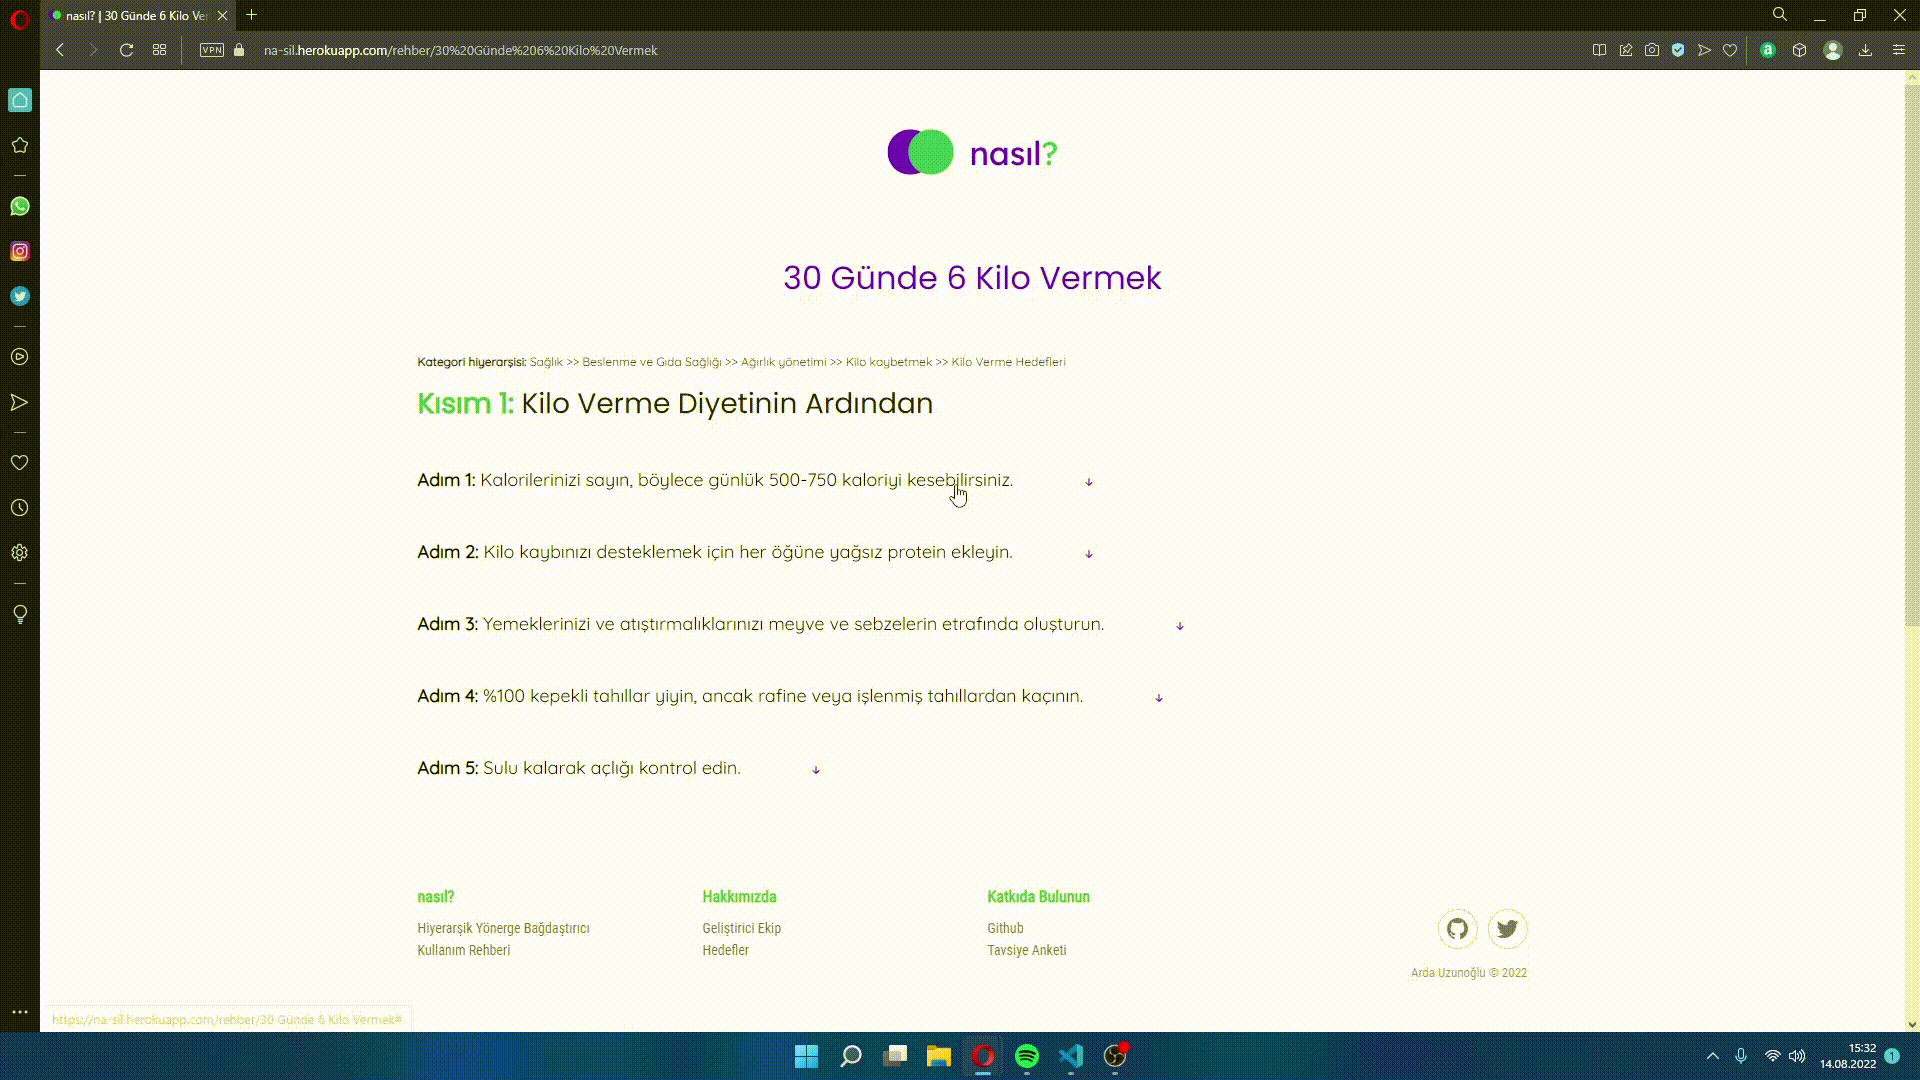 nasıl? | 30 Günde 6 Kilo Ver
VPN
na-sil.herokuapp.com/rehber/30%20Günde%206%20Kilo%20Vermek
nasıl?
30 Günde 6 Kilo Vermek
Kategori hiyerarşisi: Sağlık >> Beslenme ve Gıda Sağlığı >> Ağırlık yönetimi >> Kilo kaybetmek >> Kilo Verme Hedefleri
Kısım 1: Kilo Verme Diyetinin Ardından
Adım 1: Kalorilerinizi sayın, böylece günlük 500-750 kaloriyi kesebilirsiniz. ↓
Adım 2: Kilo kaybınızı desteklemek için her öğüne yağsız protein ekleyin. ↓
Adım 3: Yemeklerinizi ve atıştırmalıklarınızı meyve ve sebzelerin etrafında oluşturun. ↓
Adım 4: %100 kepekli tahıllar yiyin, ancak rafine veya işlenmiş tahıllardan kaçının. ↓
Adım 5: Sulu kalarak açlığı kontrol edin. ↓
nasıl?
Hiyerarşik Yönerge Bağdaştırıcı
Kullanım Rehberi
Hakkımızda
Geliştirici Ekip
Hedefler
Katkıda Bulunun
Github
Tavsiye Anketi
Arda Uzunoğlu © 2022
https://na-sil.herokuapp.com/rehber/30 Günde 6 Kilo Vermek#
15:32
14.08.2022
1